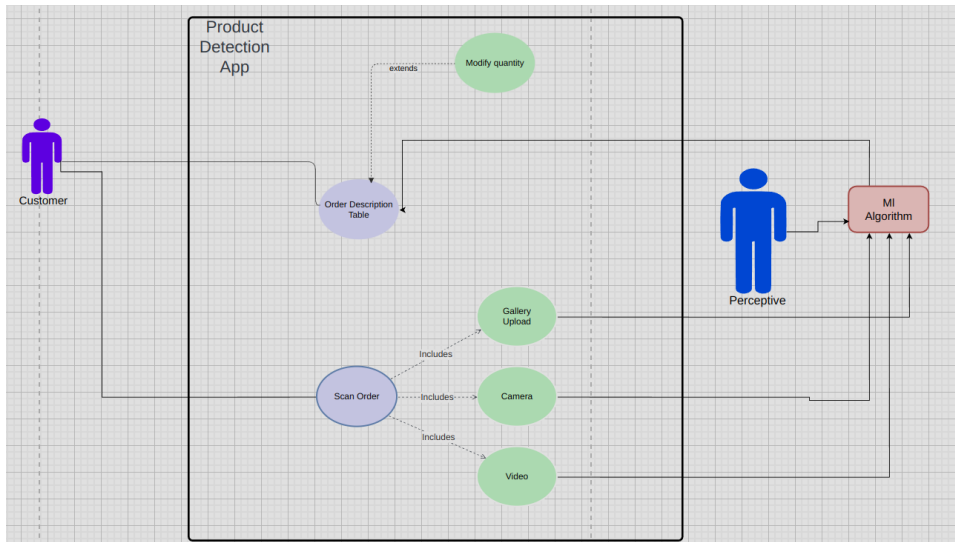 Product
Detection
App
Modify quantity
extends
Customer
Order Description
Table
MI
Algorithm
Perceptive
Gallery
Upload
Includes
Scan Order
Includes
Camera
Includes
Video